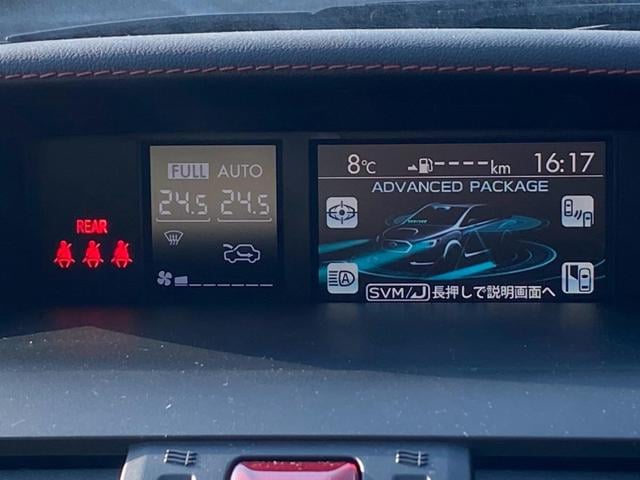 REAR
FULL AUTO
24.5 24.5
8℃ ----km 16:17
ADVANCED PACKAGE
A
SVM/ 長押しで説明画面へ